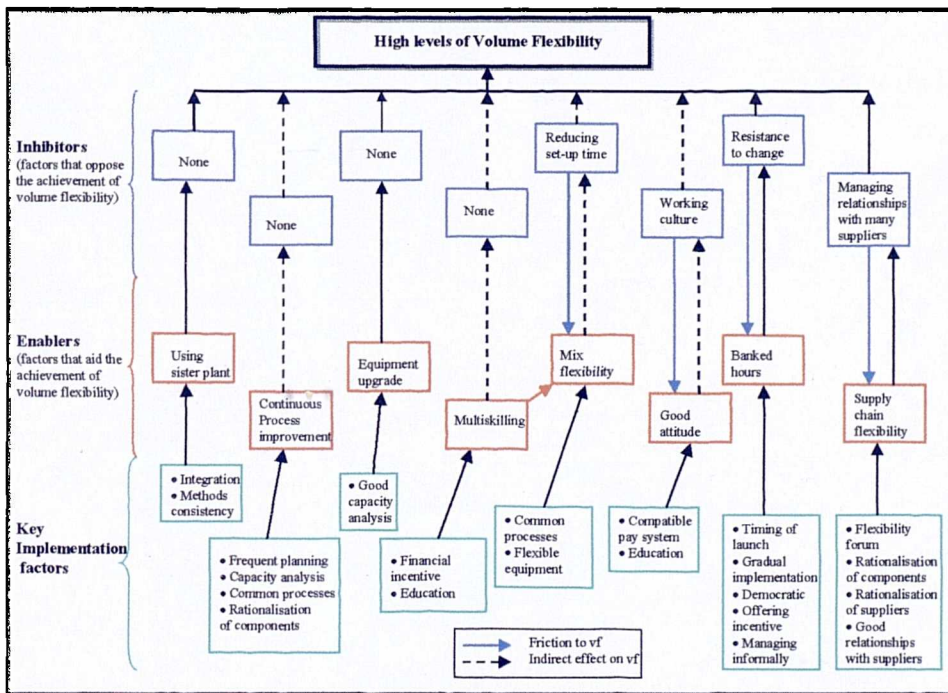 High levels of Volume Flexibility
Inhibitors
(factors that oppose
the achievement of
volume flexibility)
None
None
None
None
Reducing
set-up time
Working
culture
Resistance
to change
Managing
relationships
with many
suppliers
Enablers
(factors that aid the
achievement of
volume flexibility)
Using
sister plant
Continuous
Process
improvement
Equipment
upgrade
Multiskilling
Mix
flexibility
Good
attitude
Banked
hours
Supply
chain
flexibility
Key
Implementation
factors
• Integration
• Methods
consistency
• Frequent planning
• Capacity analysis
• Common processes
• Rationalisation
of components
• Good
capacity
analysis
• Financial
incentive
• Education
• Common
processes
• Flexible
equipment
• Compatible
pay system
• Education
• Timing of
launch
• Gradual
implementation
• Democratic
• Offering
incentive
• Managing
informally
• Flexibility
forum
• Rationalisation
of components
• Rationalisation
of suppliers
• Good
relationships
with suppliers
Friction to vf
Indirect effect on vf